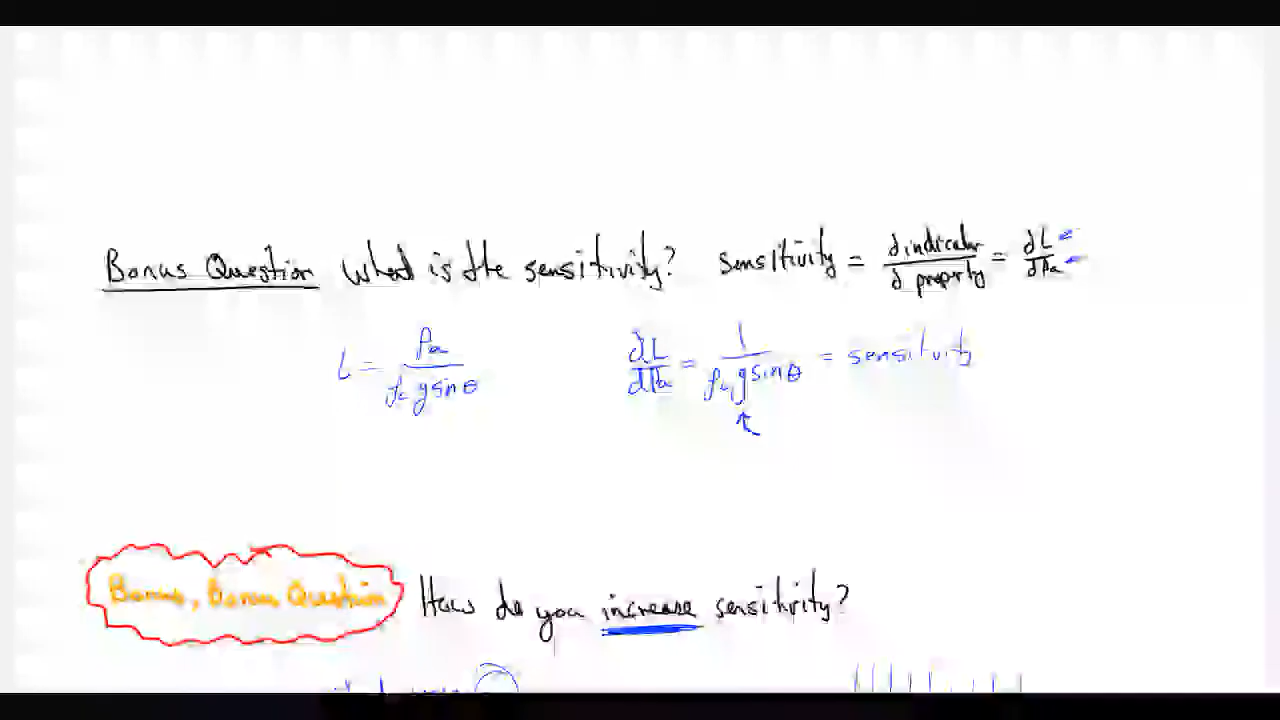 Bonus Question What is the sensitivity? sensitivity = ∂ indicator / ∂ property = ∂L / ∂Pa
L = Pa / ρL g sin θ    ∂L / ∂Pa = 1 / ρL g sin θ = sensitivity
Bonus, Bonus Question How do you increase sensitivity?